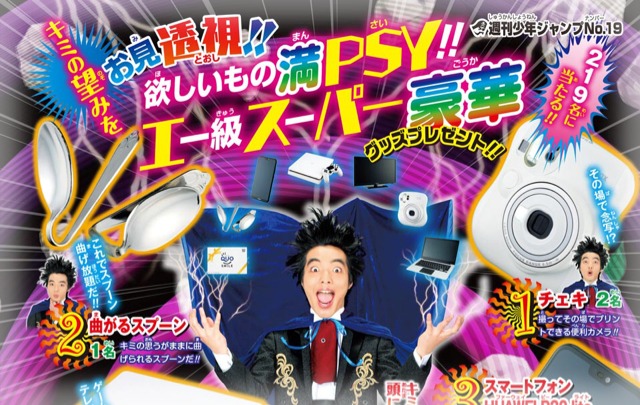 週刊少年ジャンプNo.19
キミの望みを
お見透視!!
欲しいもの満PSY!!
エー級スーパー豪華
グッズプレゼント!!
219名に
当たる!!
その場で念写!?
これでスプーン
曲げ放題だ!!
QUO
2 曲がるスプーン
1名
キミの思うがままに曲
げられるスプーンだ!!
1 チェキ 2名
撮ってその場でプリン
トできる便利カメラ!!
3 スマートフォン